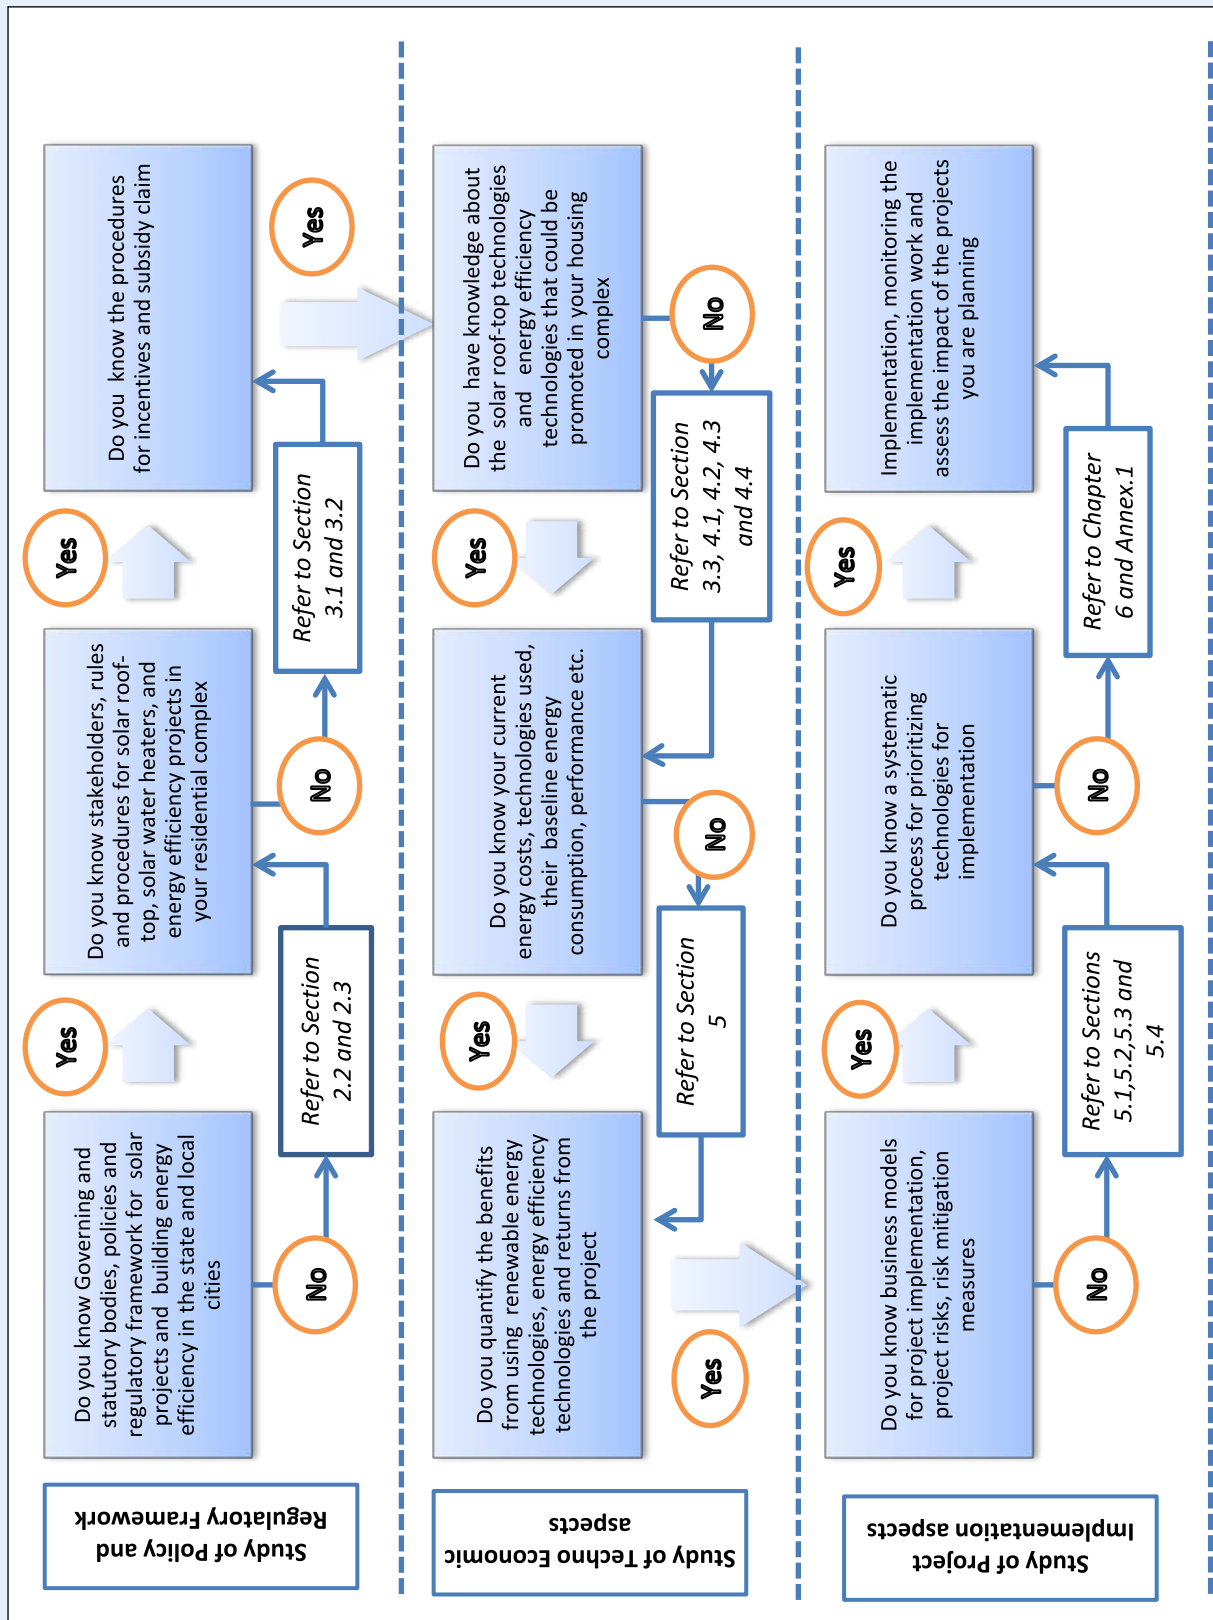 Study of Policy and
Regulatory Framework
Do you know Governing and
statutory bodies, policies and
regulatory framework for solar
projects and building energy
efficiency in the state and local
cities
No
Refer to Section
2.2 and 2.3
Yes
Do you know stakeholders, rules
and procedures for solar roof-
top, solar water heaters, and
energy efficiency projects in
your residential complex
No
Refer to Section
3.1 and 3.2
Yes
Do you know the procedures
for incentives and subsidy claim
Yes
Study of Techno Economic
aspects
Do you have knowledge about
the solar roof-top technologies
and energy efficiency
technologies that could be
promoted in your housing
complex
No
Refer to Section
3.3, 4.1, 4.2, 4.3
and 4.4
Yes
Do you know your current
energy costs, technologies used,
their baseline energy
consumption, performance etc.
No
Refer to Section
5
Yes
Do you quantify the benefits
from using renewable energy
technologies, energy efficiency
technologies and returns from
the project
Yes
Study of Project
Implementation aspects
Do you know business models
for project implementation,
project risks, risk mitigation
measures
No
Refer to Sections
5.1,5.2,5.3 and
5.4
Yes
Do you know a systematic
process for prioritizing
technologies for
implementation
No
Refer to Chapter
6 and Annex.1
Yes
Implementation, monitoring the
implementation work and
assess the impact of the projects
you are planning